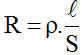 R = ρ. ℓ/S